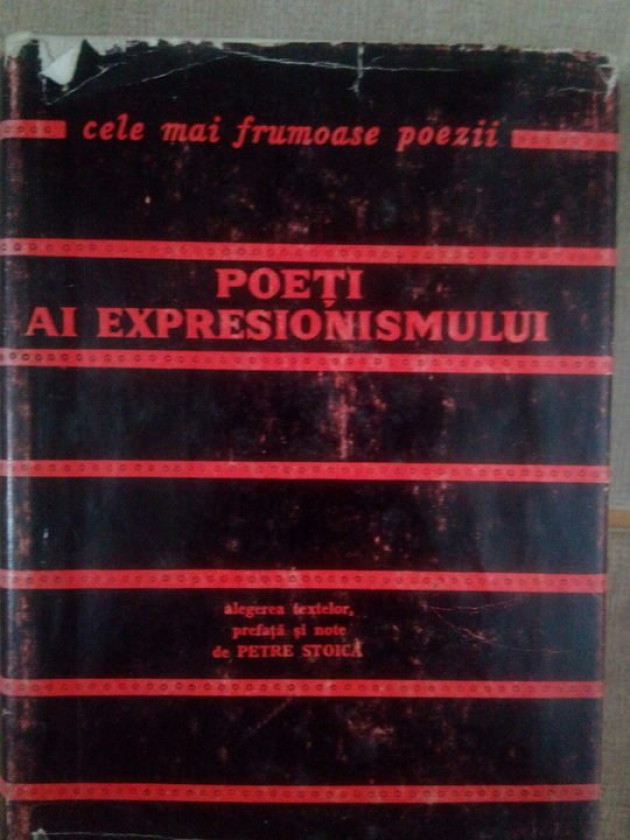 cele mai frumoase poezii
POEȚI
AI EXPRESIONISMULUI
alegerea textelor,
prefață și note
de PETRE STOICA